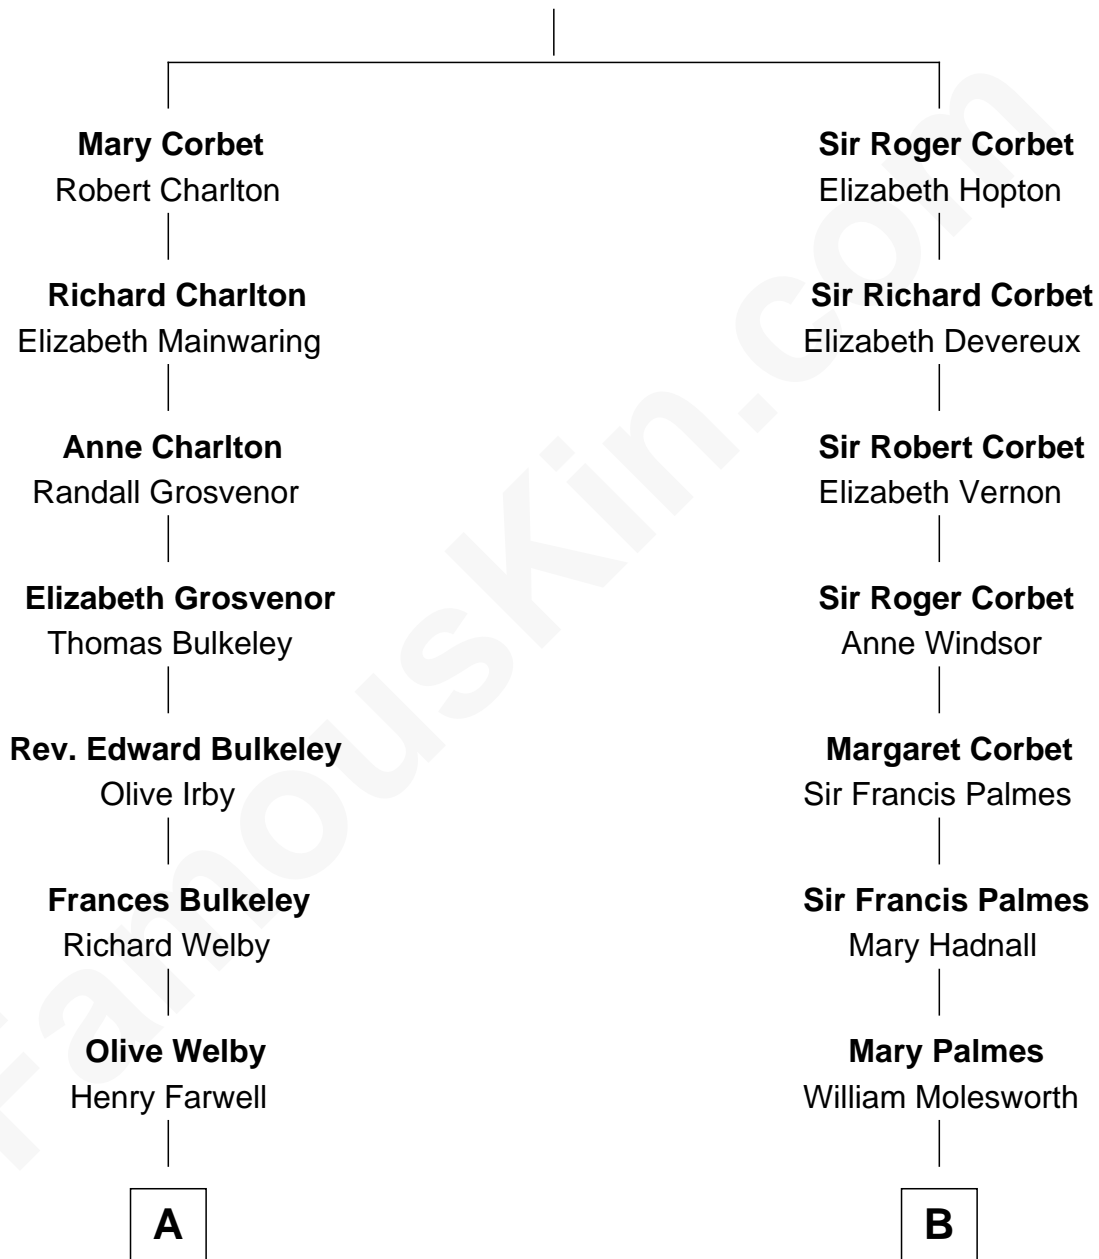 Mary Corbet
Robert Charlton
Richard Charlton
Elizabeth Mainwaring
Anne Charlton
Randall Grosvenor
Elizabeth Grosvenor
Thomas Bulkeley
Rev. Edward Bulkeley
Olive Irby
Frances Bulkeley
Richard Welby
Olive Welby
Henry Farwell
A
Sir Roger Corbet
Elizabeth Hopton
Sir Richard Corbet
Elizabeth Devereux
Sir Robert Corbet
Elizabeth Vernon
Sir Roger Corbet
Anne Windsor
Margaret Corbet
Sir Francis Palmes
Sir Francis Palmes
Mary Hadnall
Mary Palmes
William Molesworth
B
FamousKin.com